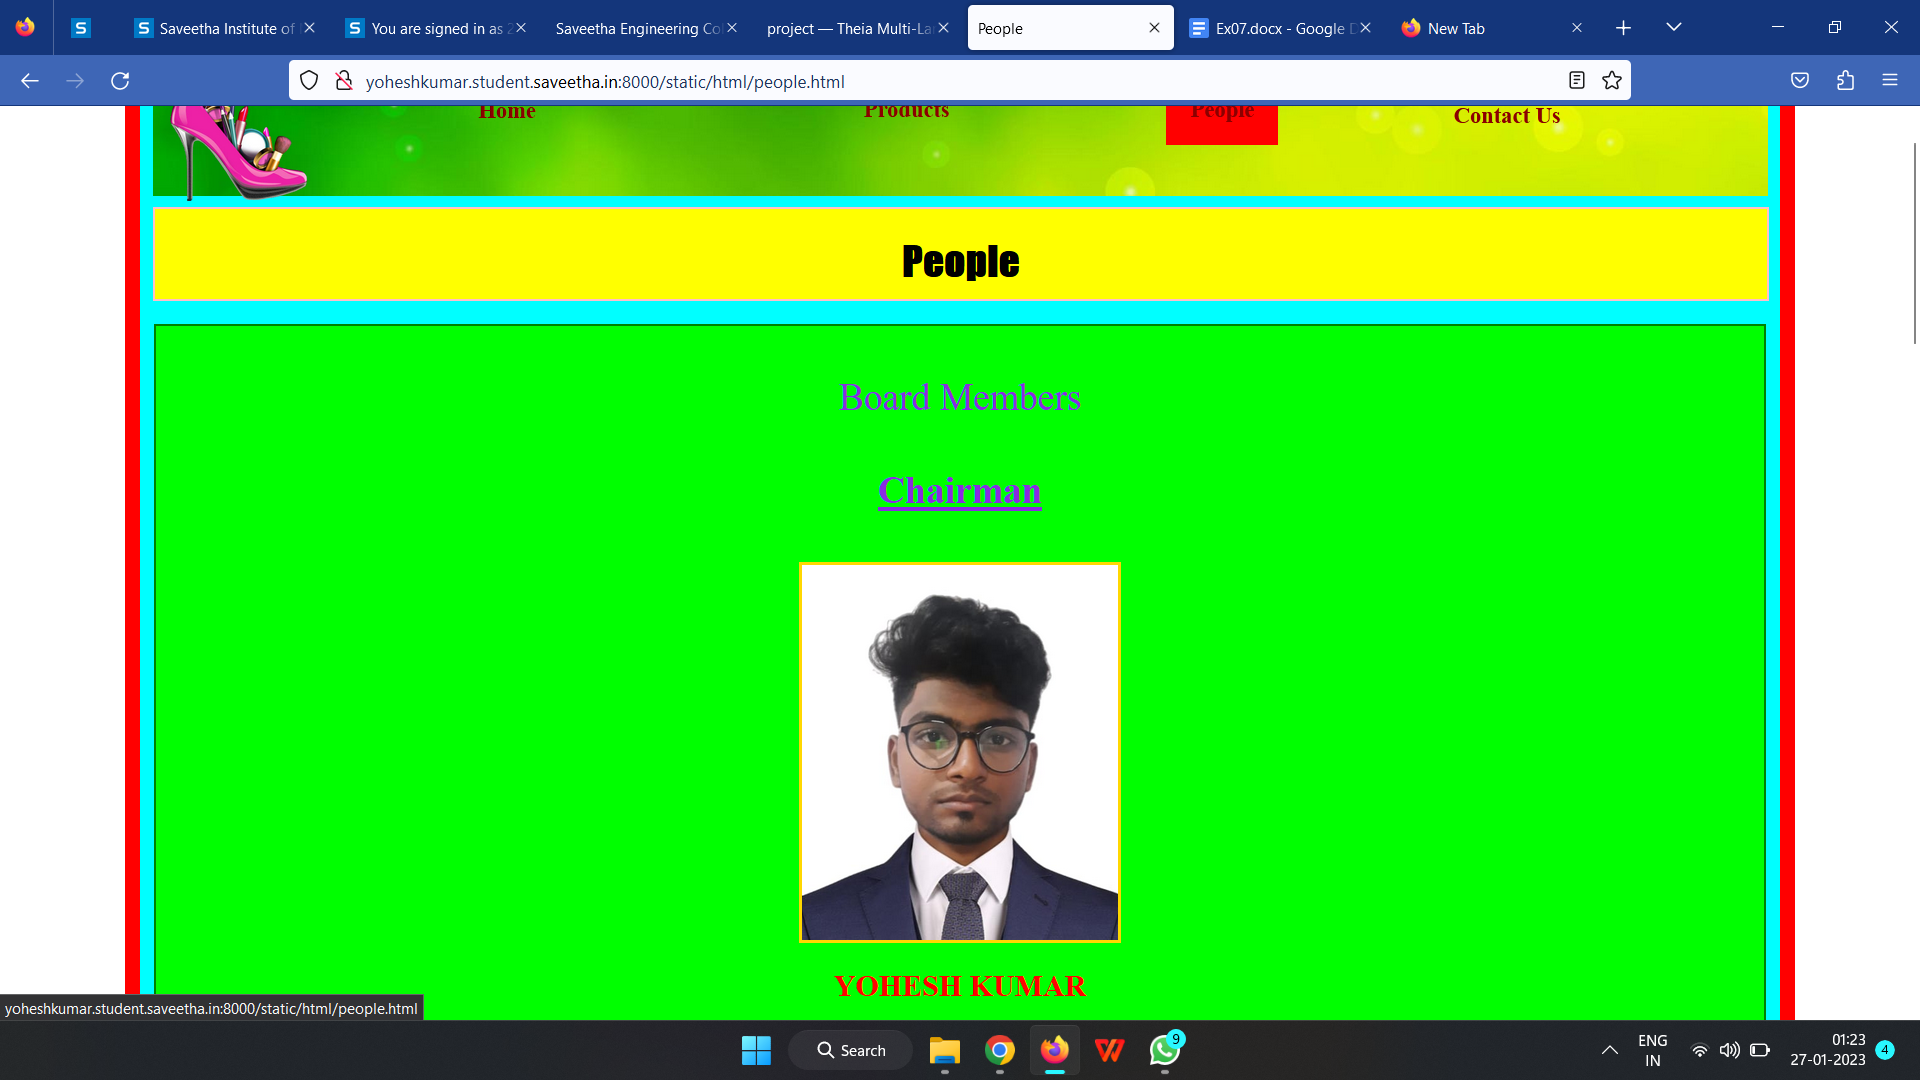 Saveetha Institute of
You are signed in as 2
Saveetha Engineering Co
project — Theia Multi-La
People
Ex07.docx - Google D
New Tab
yoheshkumar.student.saveetha.in:8000/static/html/people.html
Home
Products
People
Contact Us
People
Board Members
Chairman
YOHESH KUMAR
yoheshkumar.student.saveetha.in:8000/static/html/people.html
Search
9
ENG
IN
01:23
27-01-2023
4